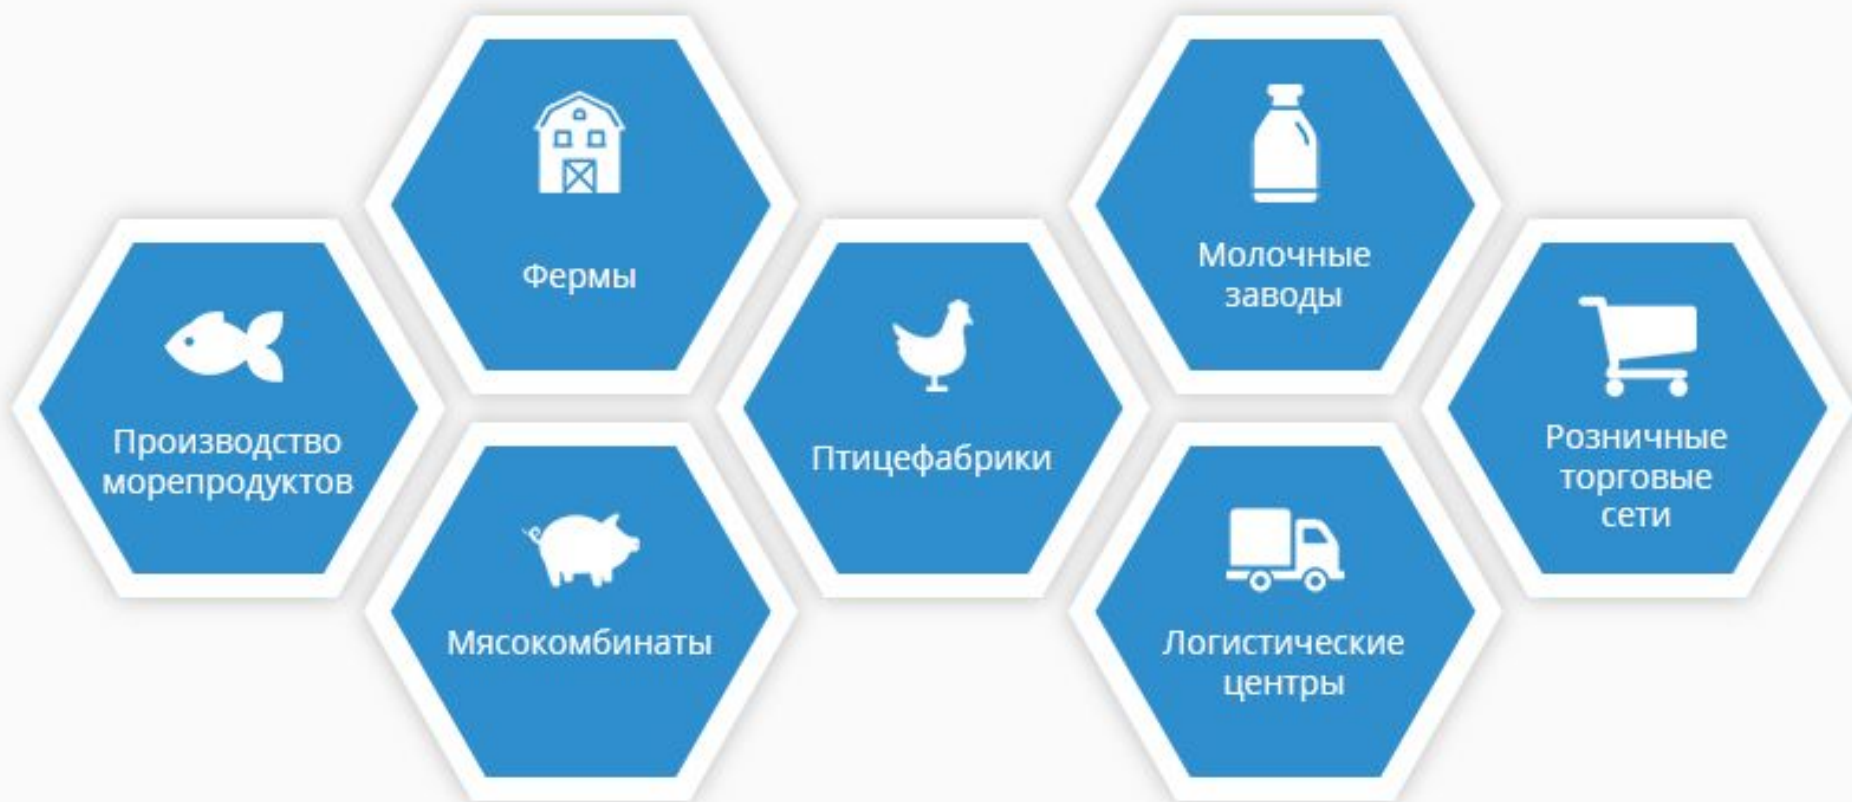 Фермы
Молочные
заводы
Производство
морепродуктов
Птицефабрики
Розничные
торговые
сети
Мясокомбинаты
Логистические
центры